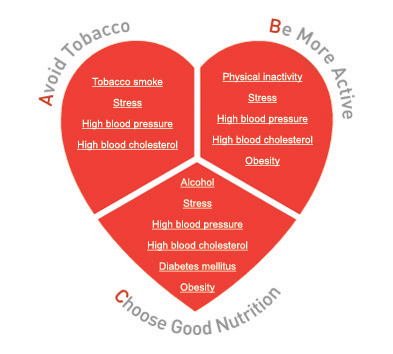 Avoid Tobacco
Tobacco smoke
Stress
High blood pressure
High blood cholesterol
Be More Active
Physical inactivity
Stress
High blood pressure
High blood cholesterol
Obesity
Alcohol
Stress
High blood pressure
High blood cholesterol
Diabetes mellitus
Obesity
Choose Good Nutrition